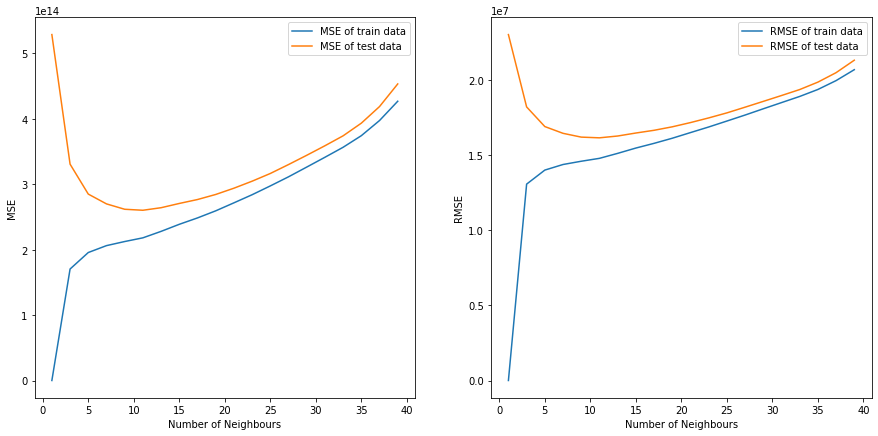 1e14
MSE of train data
MSE of test data
5
4
3
2
1
0
MSE
0 5 10 15 20 25 30 35 40
Number of Neighbours
1e7
RMSE of train data
RMSE of test data
2.0
1.5
1.0
0.5
0.0
RMSE
0 5 10 15 20 25 30 35 40
Number of Neighbours